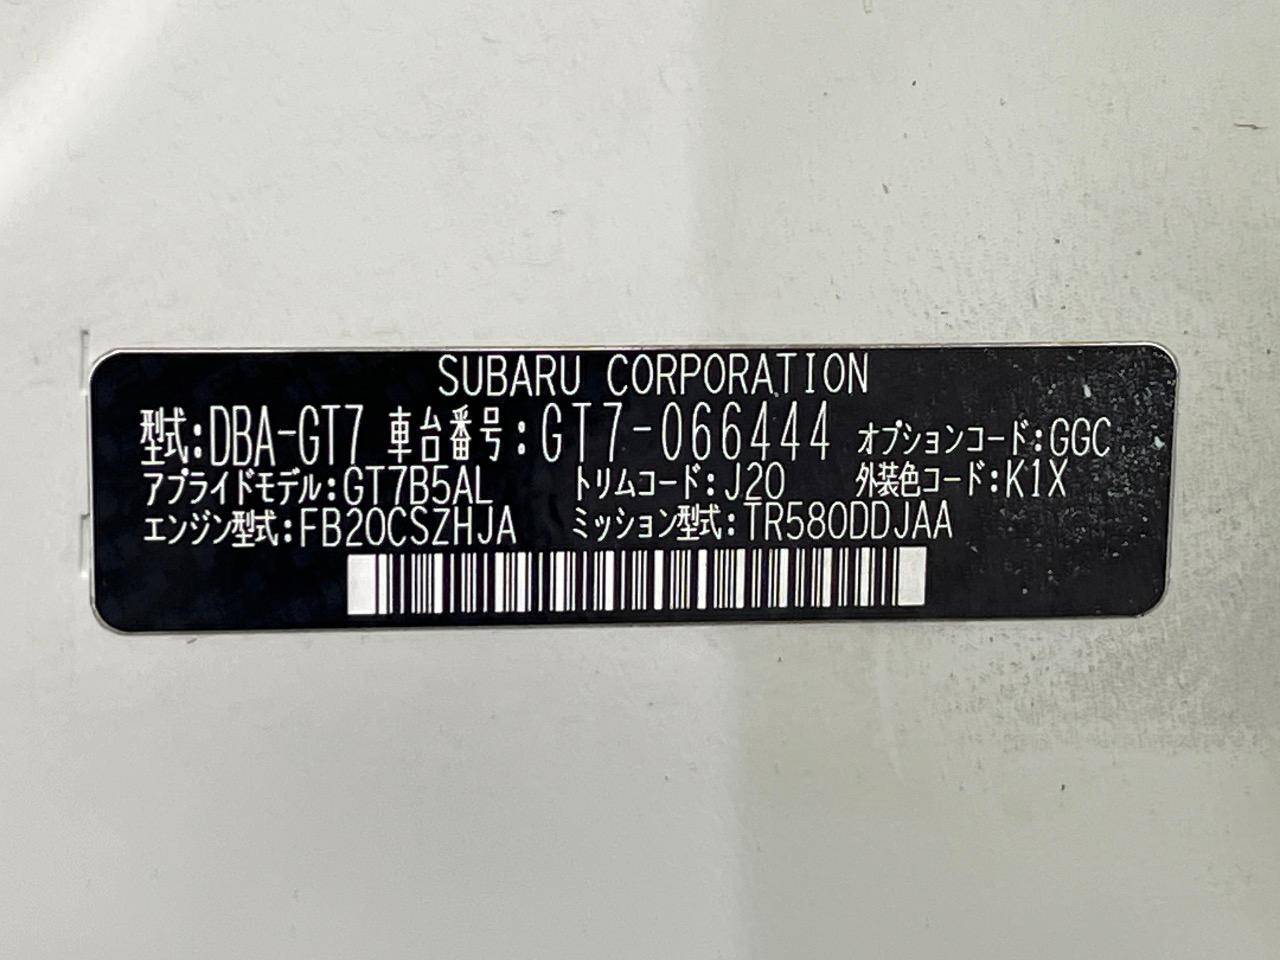 SUBARU CORPORATION
型式:DBA-GT7 車台番号:GT7-066444 オプションコード:GGC
アプライドモデル:GT7B5AL トリムコード:J20 外装色コード:K1X
エンジン型式:FB20CSZHJA ミッション型式:TR580DDJAA